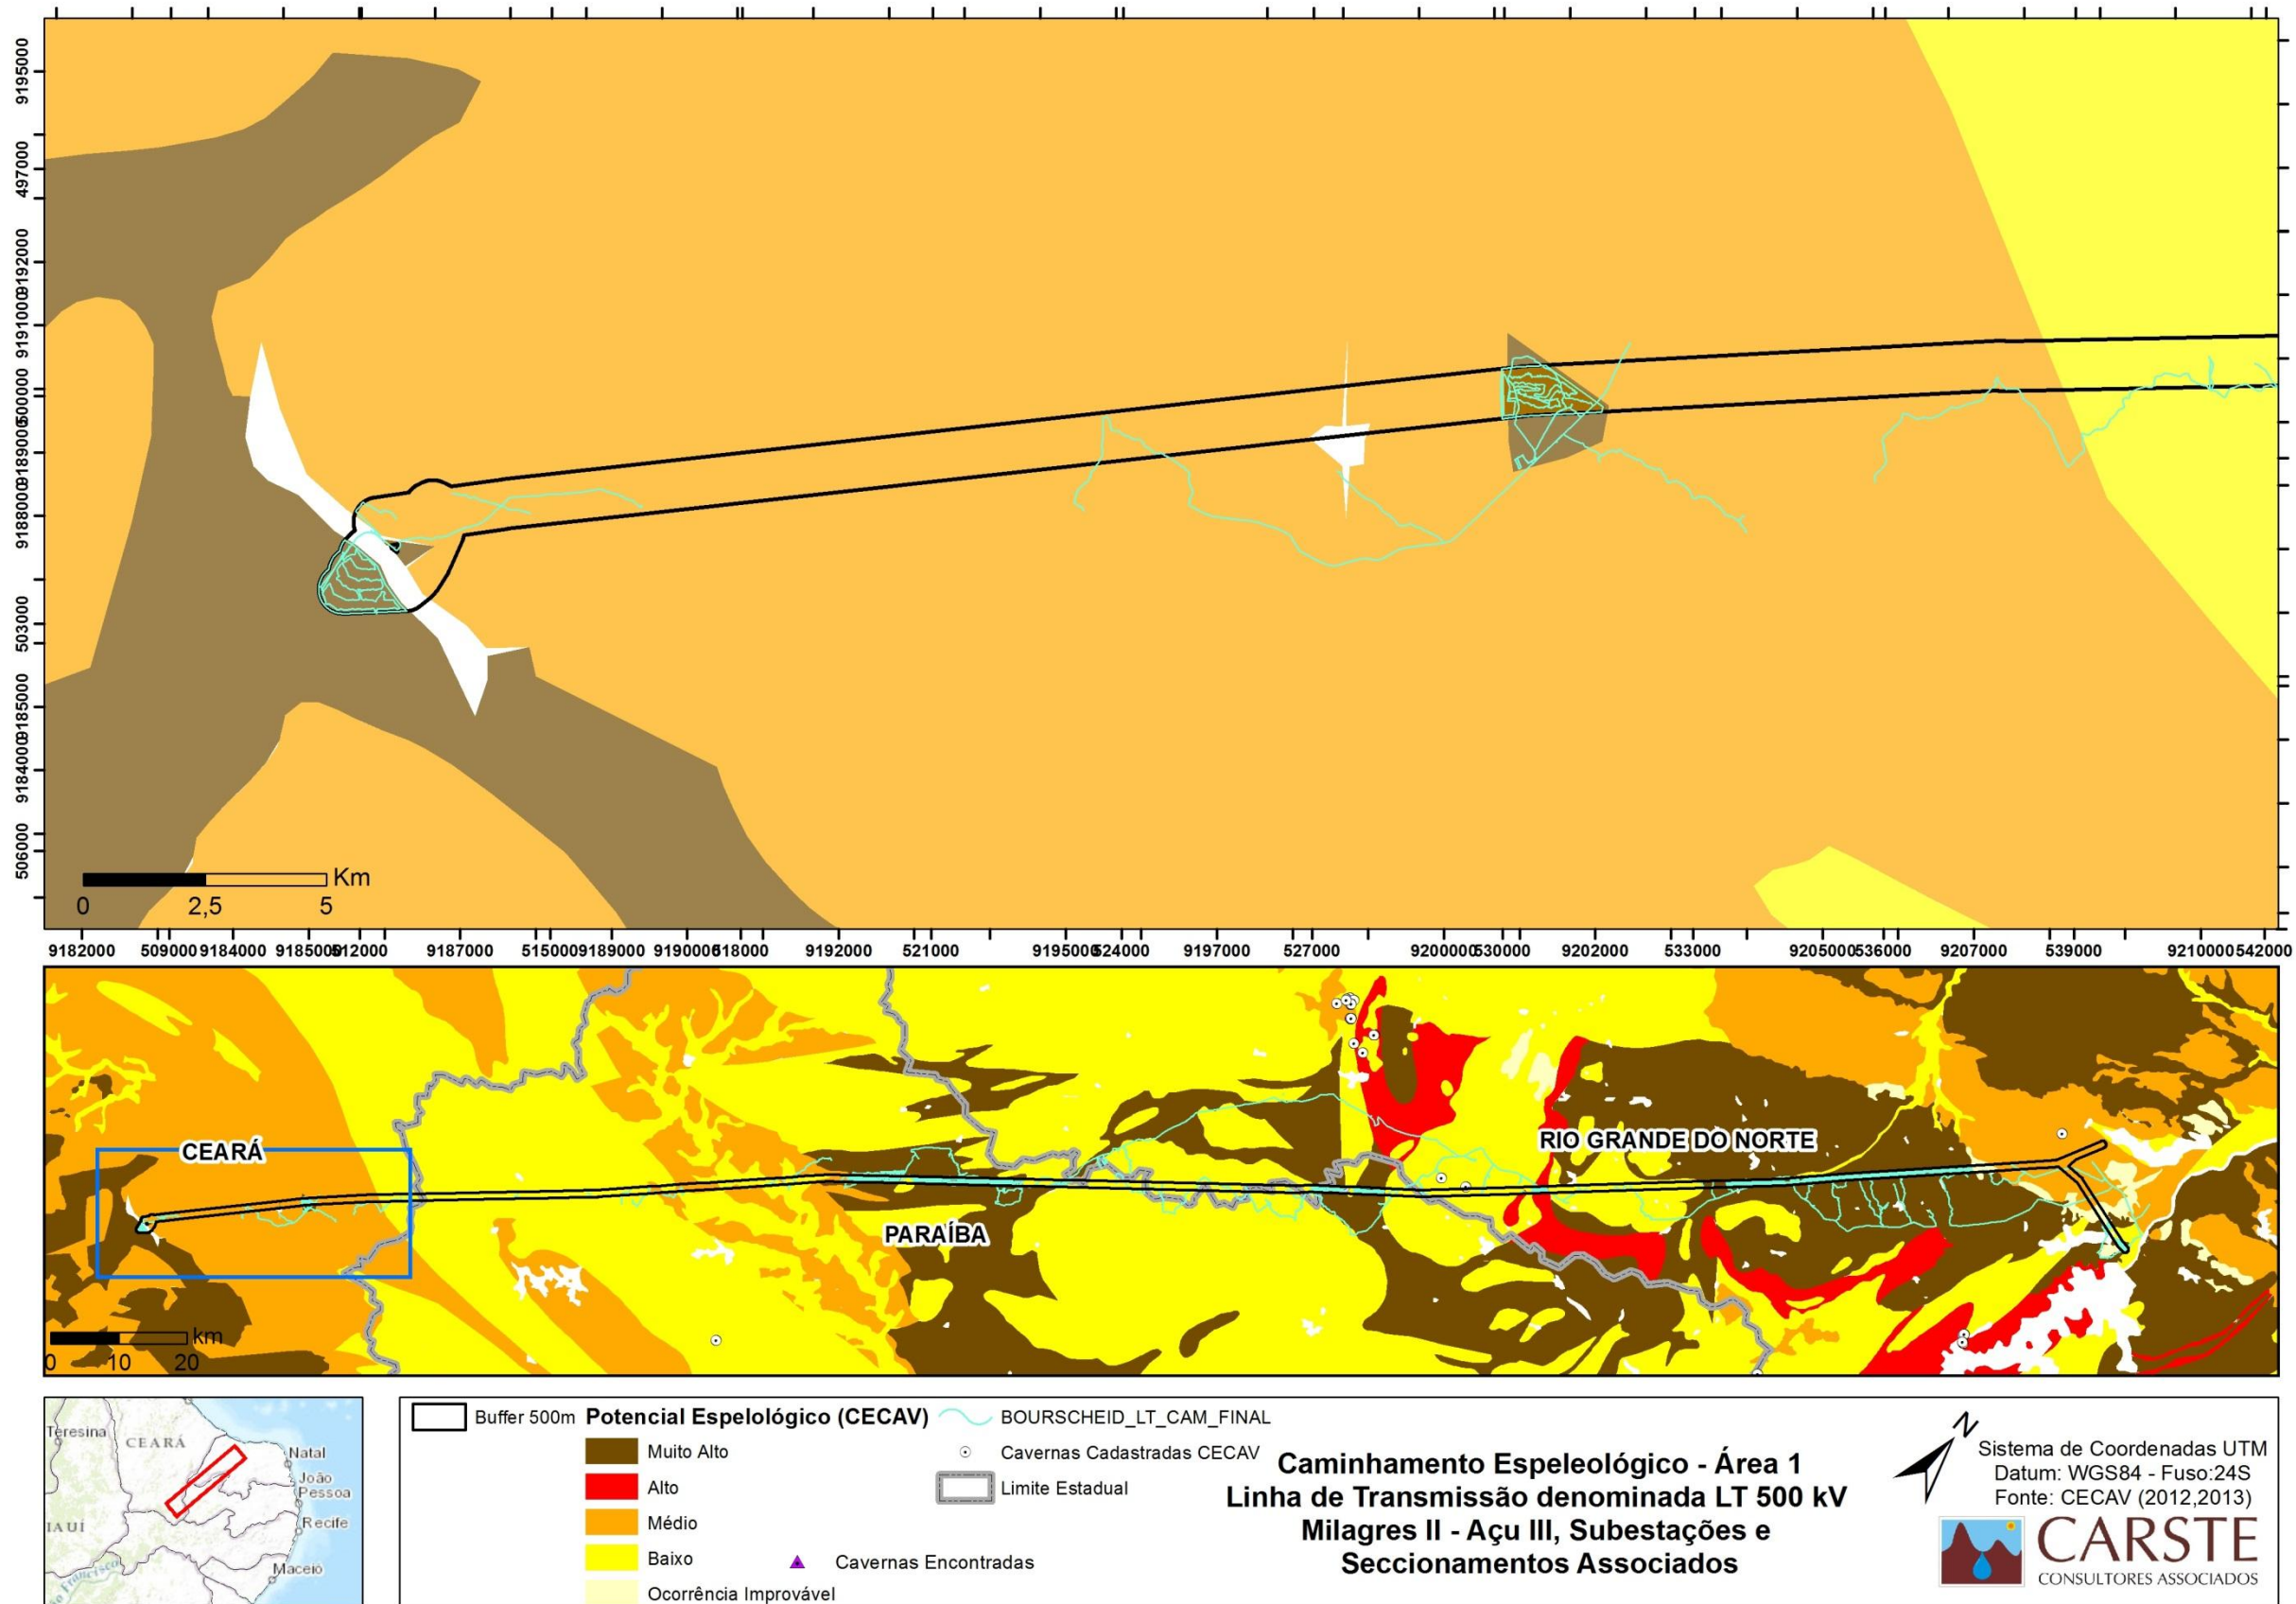 9195000
497000
9192000
9191000
500000
9189000
9188000
503000
9185000
9184000
506000
Km
0
2,5
5
9182000
509000
9184000
9185000
512000
9187000
515000
9189000
9190000
518000
9192000
521000
9195000
524000
9197000
527000
9200000
530000
9202000
533000
9205000
536000
9207000
539000
9210000
542000
CEARÁ
PARAÍBA
RIO GRANDE DO NORTE
km
0
10
20
Teresina
CEARÁ
Natal
João
Pessoa
IAUÍ
Recife
Maceió
São Francisco
Buffer 500m
Potencial Espelológico (CECAV)
Muito Alto
Alto
Médio
Baixo
Ocorrência Improvável
BOURSCHEID_LT_CAM_FINAL
Cavernas Cadastradas CECAV
Limite Estadual
Cavernas Encontradas
Caminhamento Espeleológico - Área 1
Linha de Transmissão denominada LT 500 kV
Milagres II - Açu III, Subestações e
Seccionamentos Associados
N
Sistema de Coordenadas UTM
Datum: WGS84 - Fuso:24S
Fonte: CECAV (2012,2013)
CARSTE
CONSULTORES ASSOCIADOS